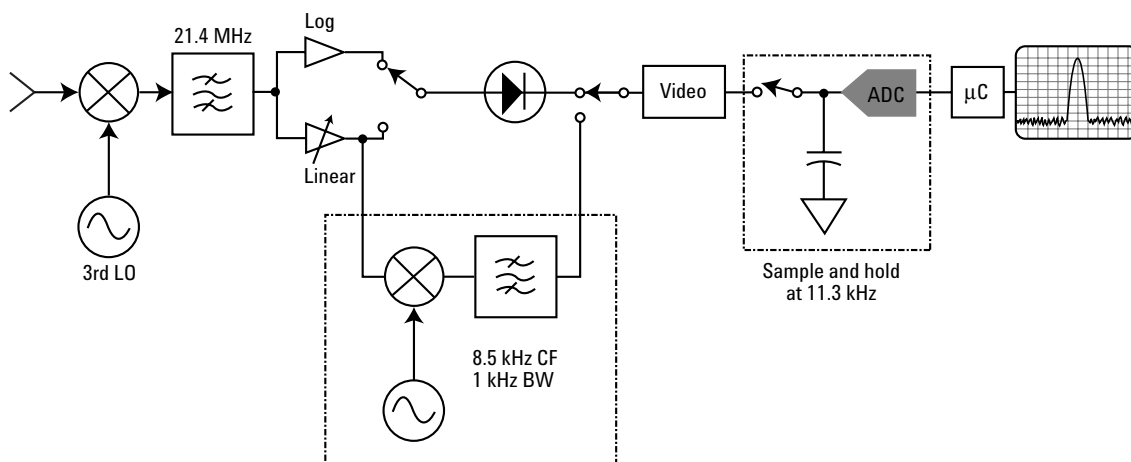 Log
21.4 MHz
Video
ADC
μC
Linear
3rd LO
Sample and hold
at 11.3 kHz
8.5 kHz CF
1 kHz BW